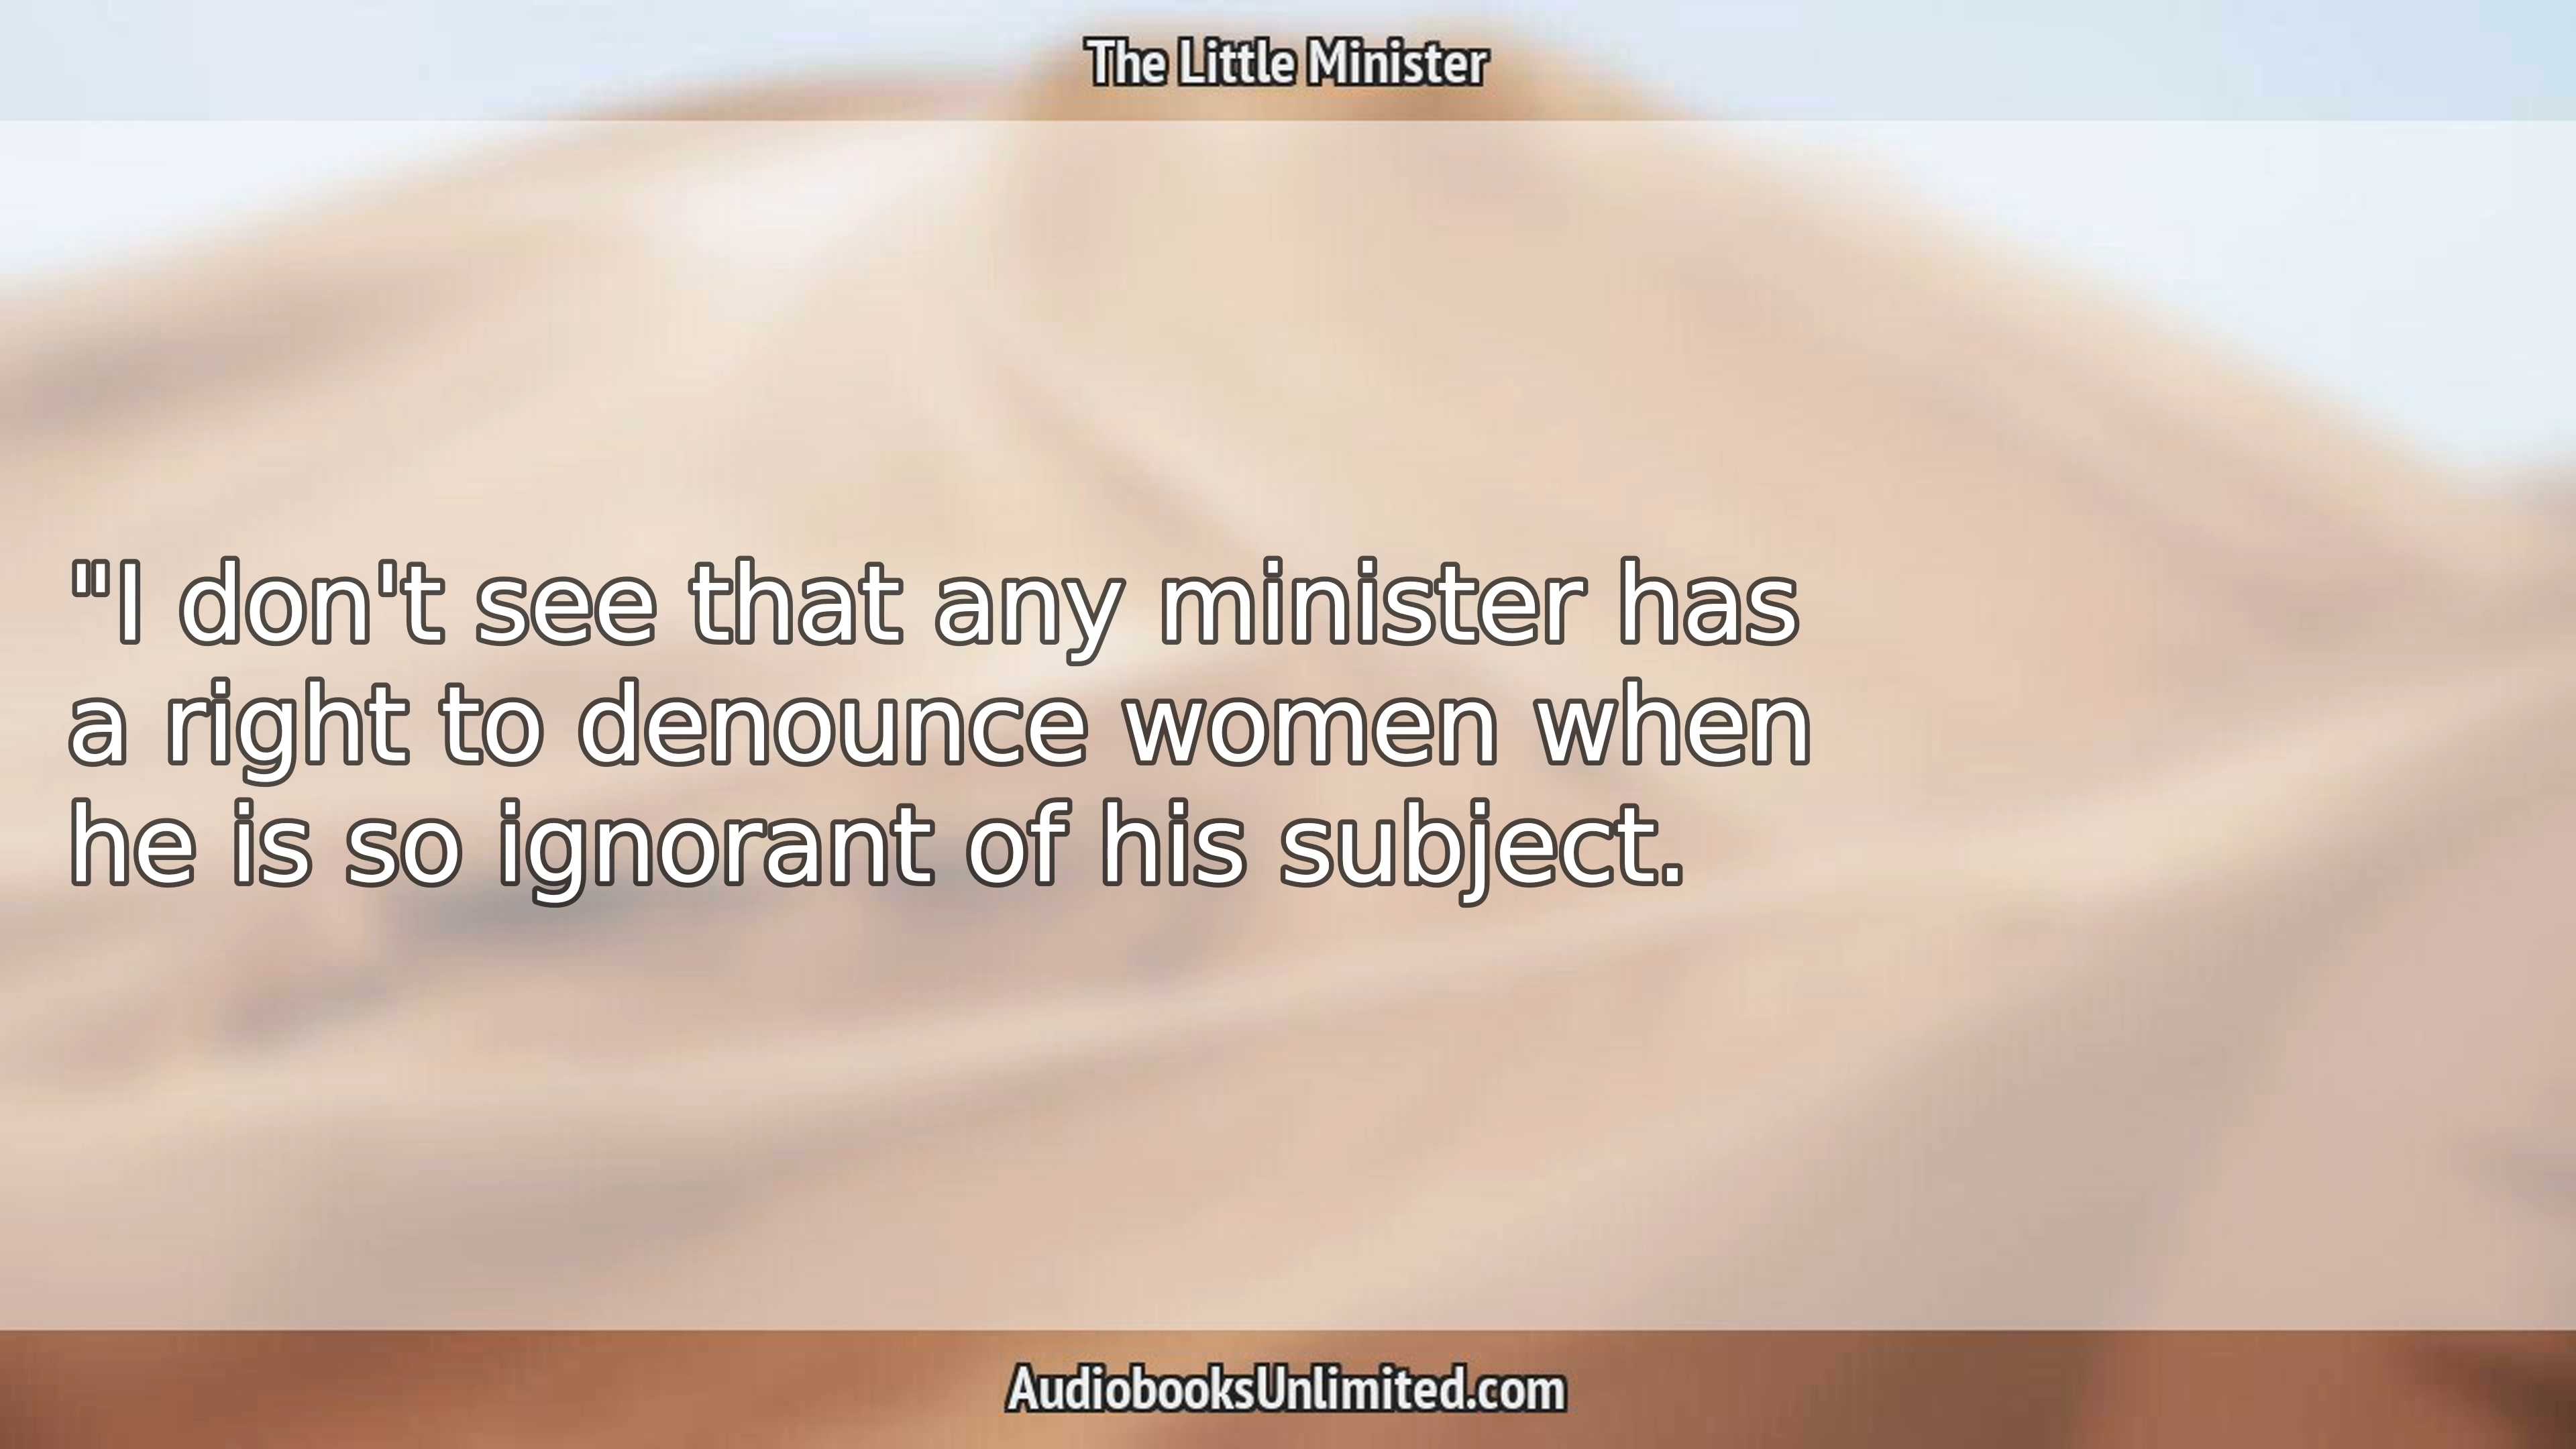 The Little Minister
"I don't see that any minister has
a right to denounce women when
he is so ignorant of his subject.
AudiobooksUnlimited.com